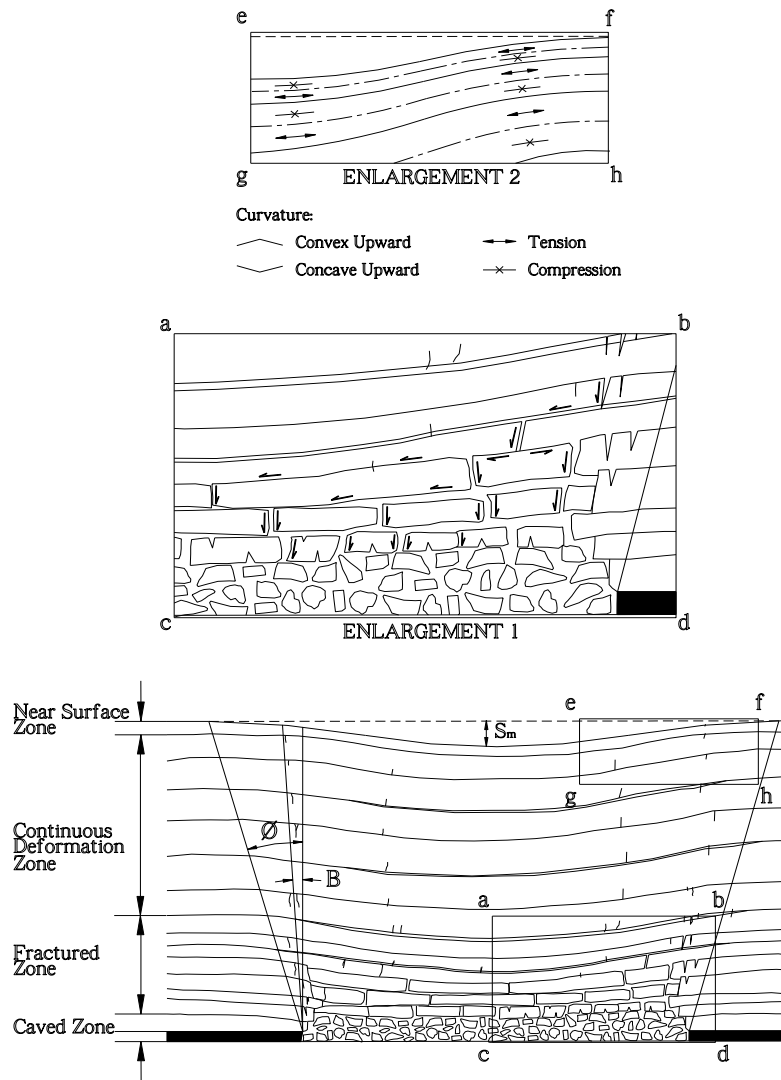 e f
g h
ENLARGEMENT 2
Curvature:
Convex Upward Tension
Concave Upward Compression
a b
c d
ENLARGEMENT 1
Near Surface
Zone
e f
Sm
g h
Continuous
Deformation
Zone
Ø
B
a b
Fractured
Zone
Caved Zone
c d